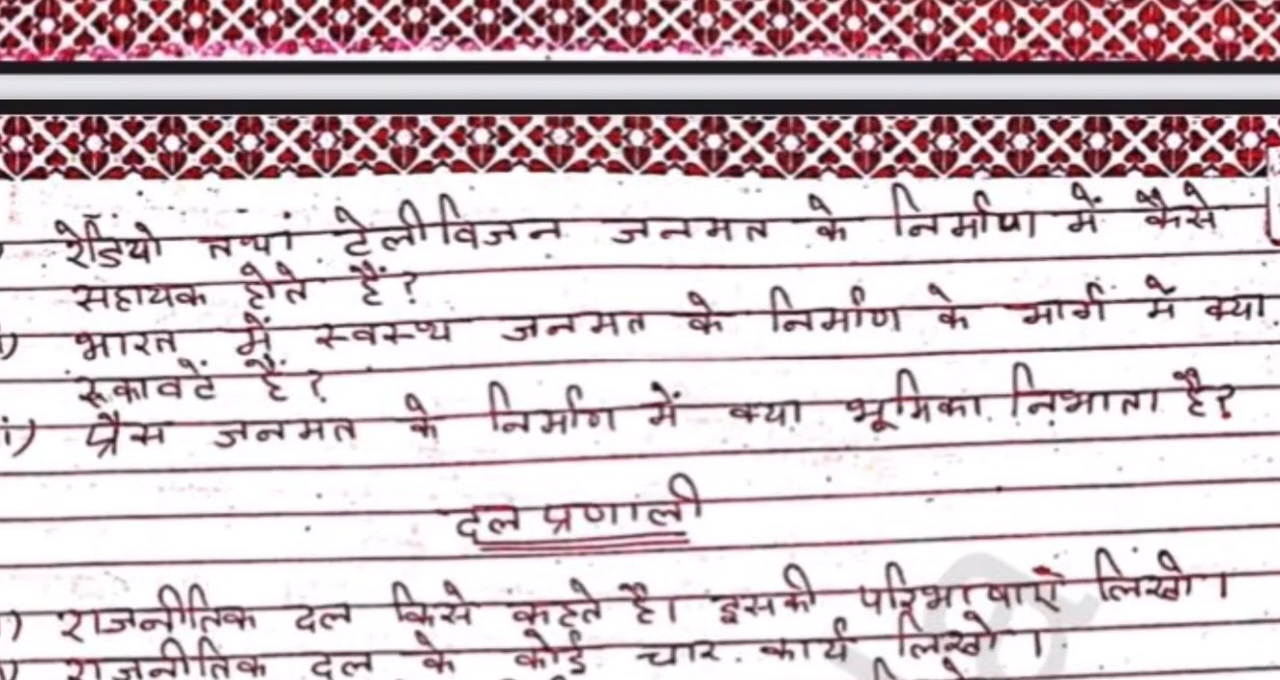 रेडियो तथा टेलीविजन जनमत के निर्माण में कैसे
सहायक होते हैं?
भारत में स्वस्थ जनमत के निर्माण के मार्ग में क्या
रूकावटें हैं?
प्रैस जनमत के निर्माण में क्या भूमिका निभाता है?
दल प्रणाली
राजनीतिक दल किसे कहते है। इसकी परिभाषाएं लिखो।
राजनीतिक दल के कोई चार कार्य लिखो।